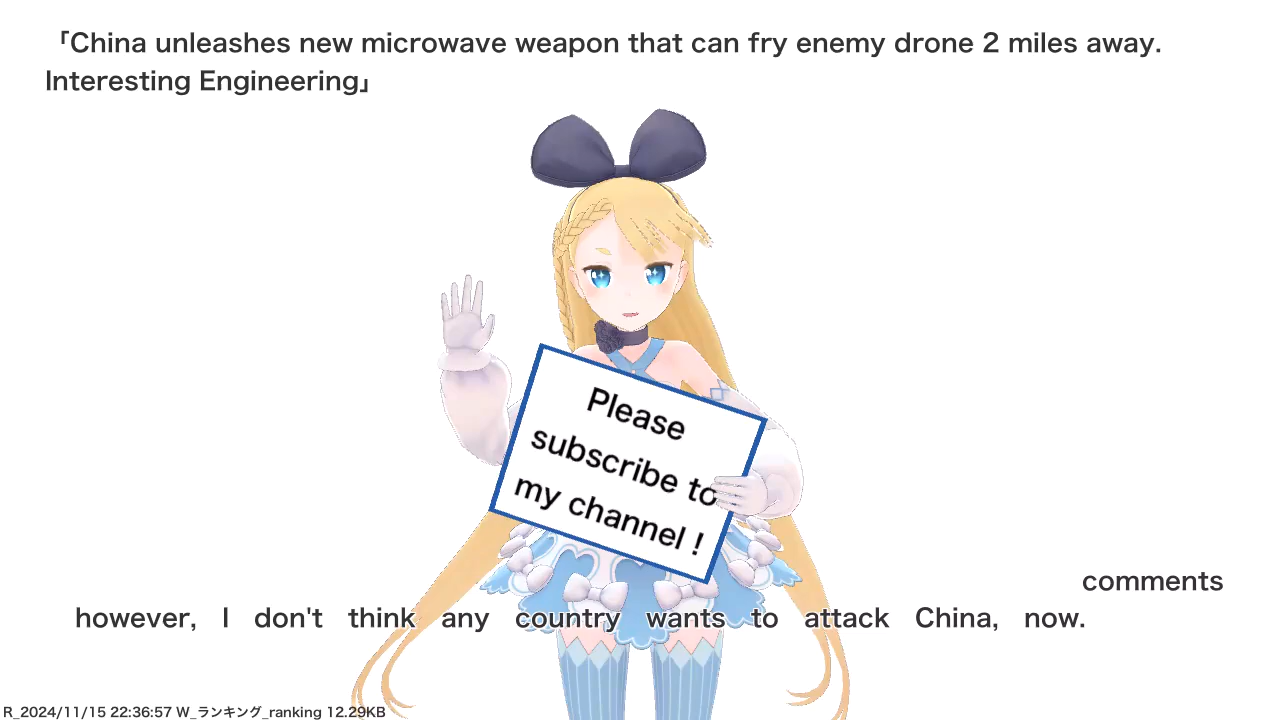 「China unleashes new microwave weapon that can fry enemy drone 2 miles away.
Interesting Engineering」
Please
subscribe to
my channel !
comments
however, I don't think any country wants to attack China, now.
R_2024/11/15 22:36:57 W_ランキング_ranking 12.29KB